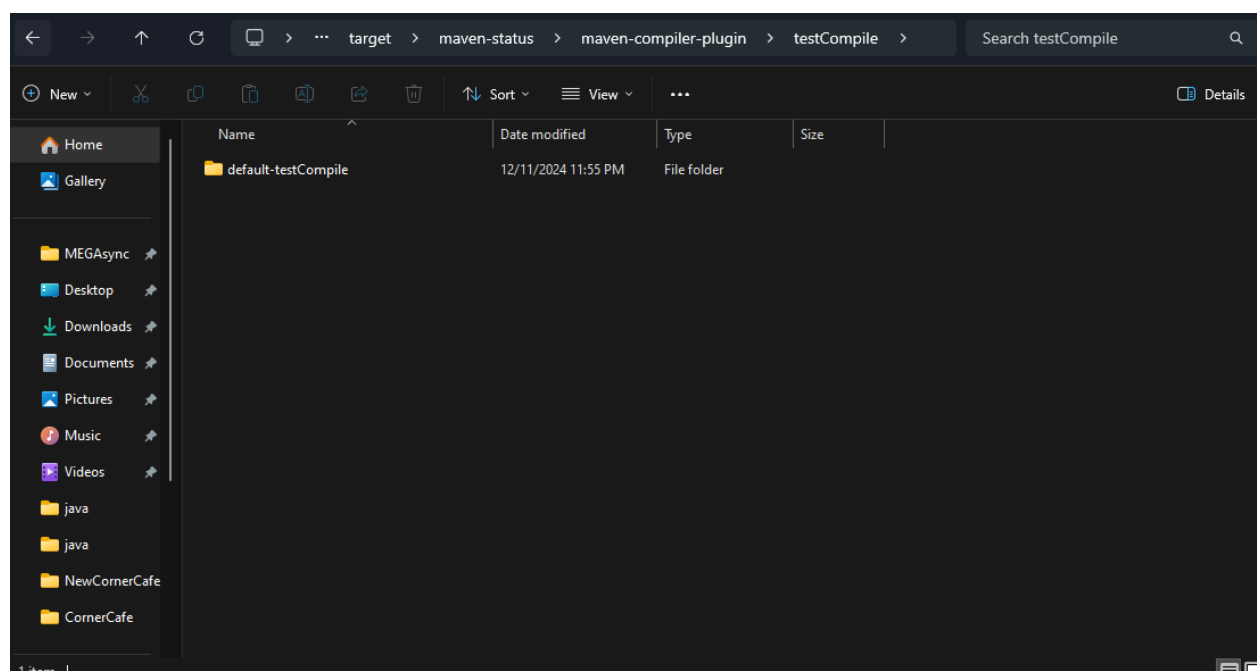 ··· target > maven-status > maven-compiler-plugin > testCompile > Search testCompile
New Sort View ··· Details
Name Date modified Type Size
default-testCompile 12/11/2024 11:55 PM File folder
Home
Gallery
MEGAsync
Desktop
Downloads
Documents
Pictures
Music
Videos
java
java
NewCornerCafe
CornerCafe
1 item